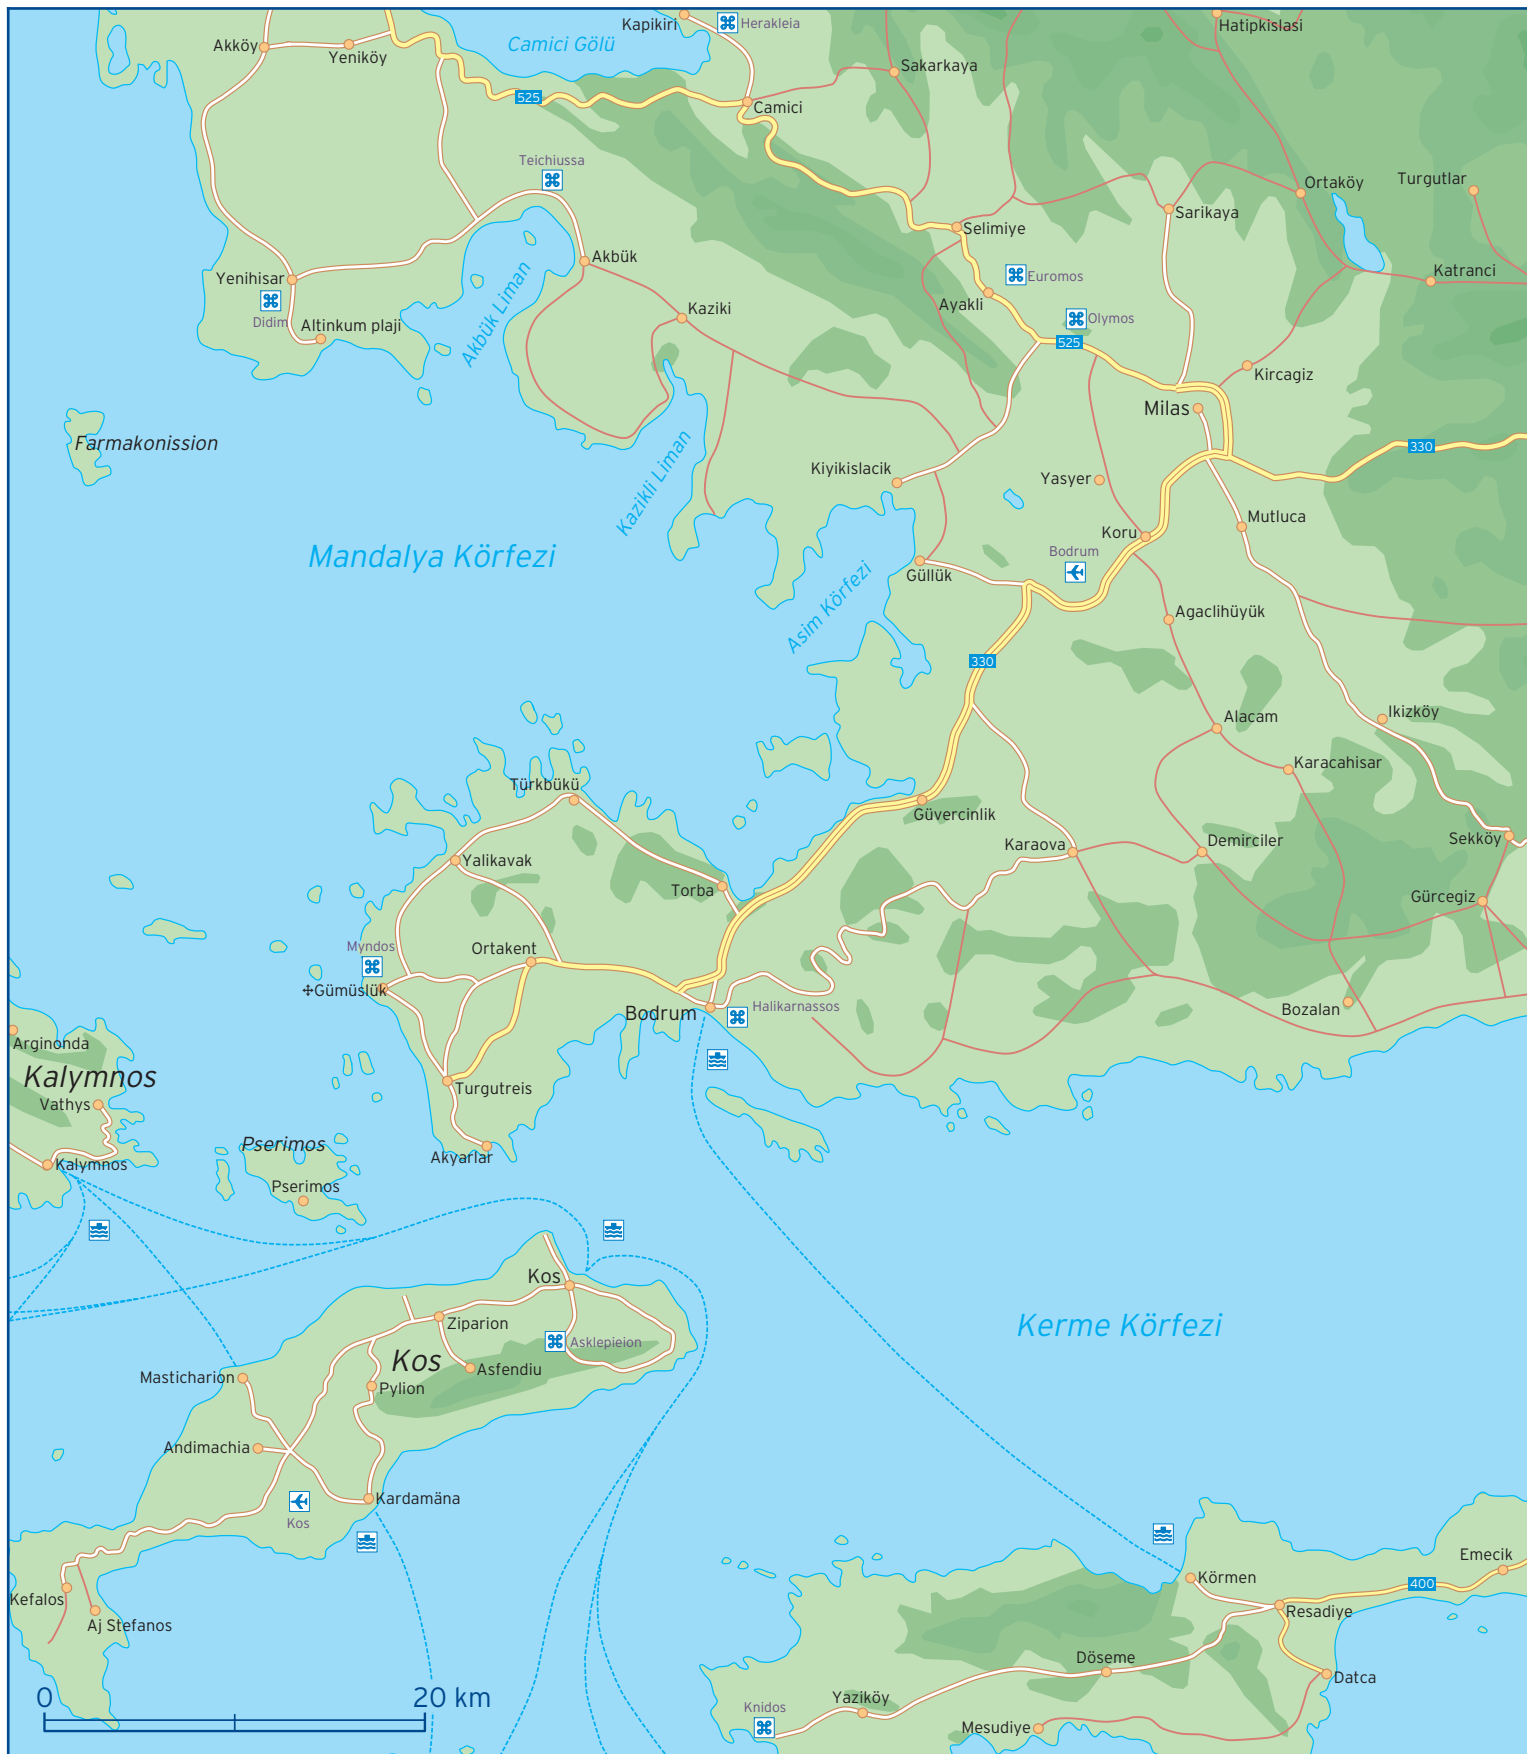 Kapikiri
Herakleia
Hatipkislasi
Akköy
Yeniköy
Camici Gölü
Sakarkaya
525
Camici
Teichiussa
Ortaköy
Turgutlar
Sarikaya
Selimiye
Akbük
Katranci
Yenihisar
Euromos
Akbük Liman
Ayakli
Kaziki
Didim
Altinkum plaji
Olymos
525
Kircagiz
Milas
Farmakonission
330
Kiyikislacik
Yasyer
Kazikli Liman
Mutluca
Koru
Mandalya Körfezi
Bodrum
Güllük
Asim Körfezi
Agaclihüyük
330
Ikizköy
Alacam
Karacahisar
Türkbükü
Güvercinlik
Karaova
Demirciler
Sekköy
Yalikavak
Torba
Gürcegiz
Myndos
Ortakent
Gümüslük
Halikarnassos
Bodrum
Bozalan
Arginonda
Kalymnos
Turgutreis
Vathys
Pserimos
Akyarlar
Kalymnos
Pserimos
Kos
Ziparion
Kerme Körfezi
Asklepieion
Kos
Asfendiu
Masticharion
Pylion
Andimachia
Kardamäna
Kos
Emecik
Körmen
400
Kefalos
Resadiye
Aj Stefanos
Döseme
Datca
0
20 km
Yaziköy
Knidos
Mesudiye